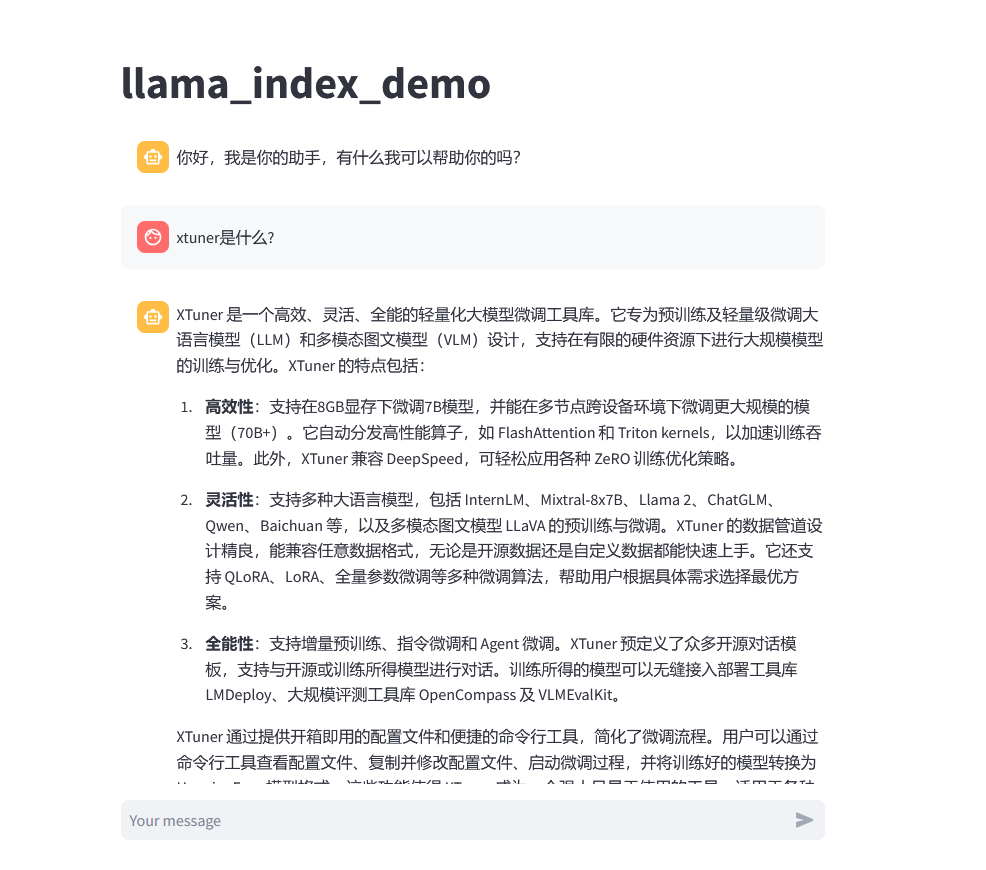 llama_index_demo
你好，我是你的助手，有什么我可以帮助你的吗？
xtuner是什么?
XTuner 是一个高效、灵活、全能的轻量化大模型微调工具库。它专为预训练及轻量级微调大
语言模型（LLM）和多模态图文模型（VLM）设计，支持在有限的硬件资源下进行大规模模型
的训练与优化。XTuner 的特点包括：
1. 高效性：支持在8GB显存下微调7B模型，并能在多节点跨设备环境下微调更大规模的模
型（70B+）。它自动分发高性能算子，如 FlashAttention 和 Triton kernels，以加速训练吞
吐量。此外，XTuner 兼容 DeepSpeed，可轻松应用各种 ZeRO 训练优化策略。
2. 灵活性：支持多种大语言模型，包括 InternLM、Mixtral-8x7B、Llama 2、ChatGLM、
Qwen、Baichuan 等，以及多模态图文模型 LLaVA 的预训练与微调。XTuner 的数据管道设
计精良，能兼容任意数据格式，无论是开源数据还是自定义数据都能快速上手。它还支
持 QLoRA、LoRA、全量参数微调等多种微调算法，帮助用户根据具体需求选择最优方
案。
3. 全能性：支持增量预训练、指令微调和 Agent 微调。XTuner 预定义了众多开源对话模
板，支持与开源或训练所得模型进行对话。训练所得的模型可以无缝接入部署工具库
LMDeploy、大规模评测工具库 OpenCompass 及 VLMEvalKit。
XTuner 通过提供开箱即用的配置文件和便捷的命令行工具，简化了微调流程。用户可以通过
命令行工具查看配置文件、复制并修改配置文件、启动微调过程，并将训练好的模型转换为
Your message